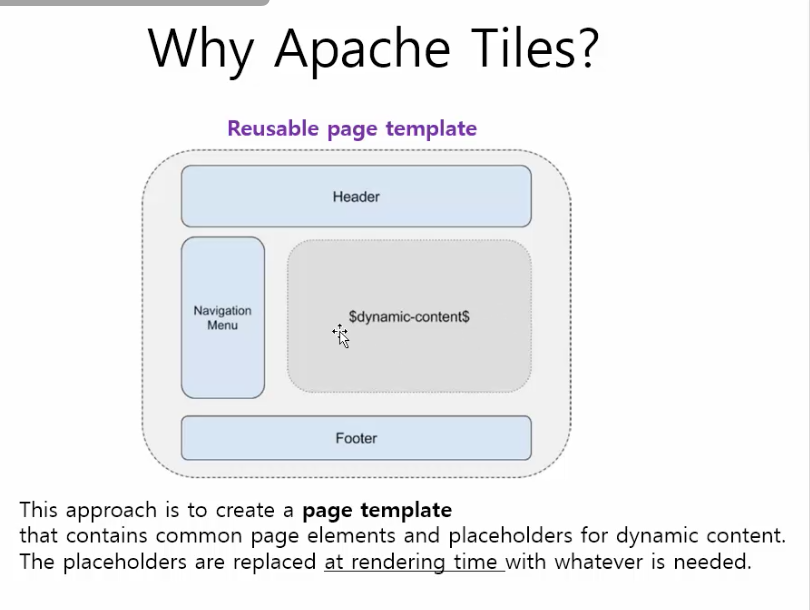 Why Apache Tiles?
Reusable page template
Header
Navigation
Menu
$dynamic-content$
Footer
This approach is to create a page template
that contains common page elements and placeholders for dynamic content.
The placeholders are replaced at rendering time with whatever is needed.